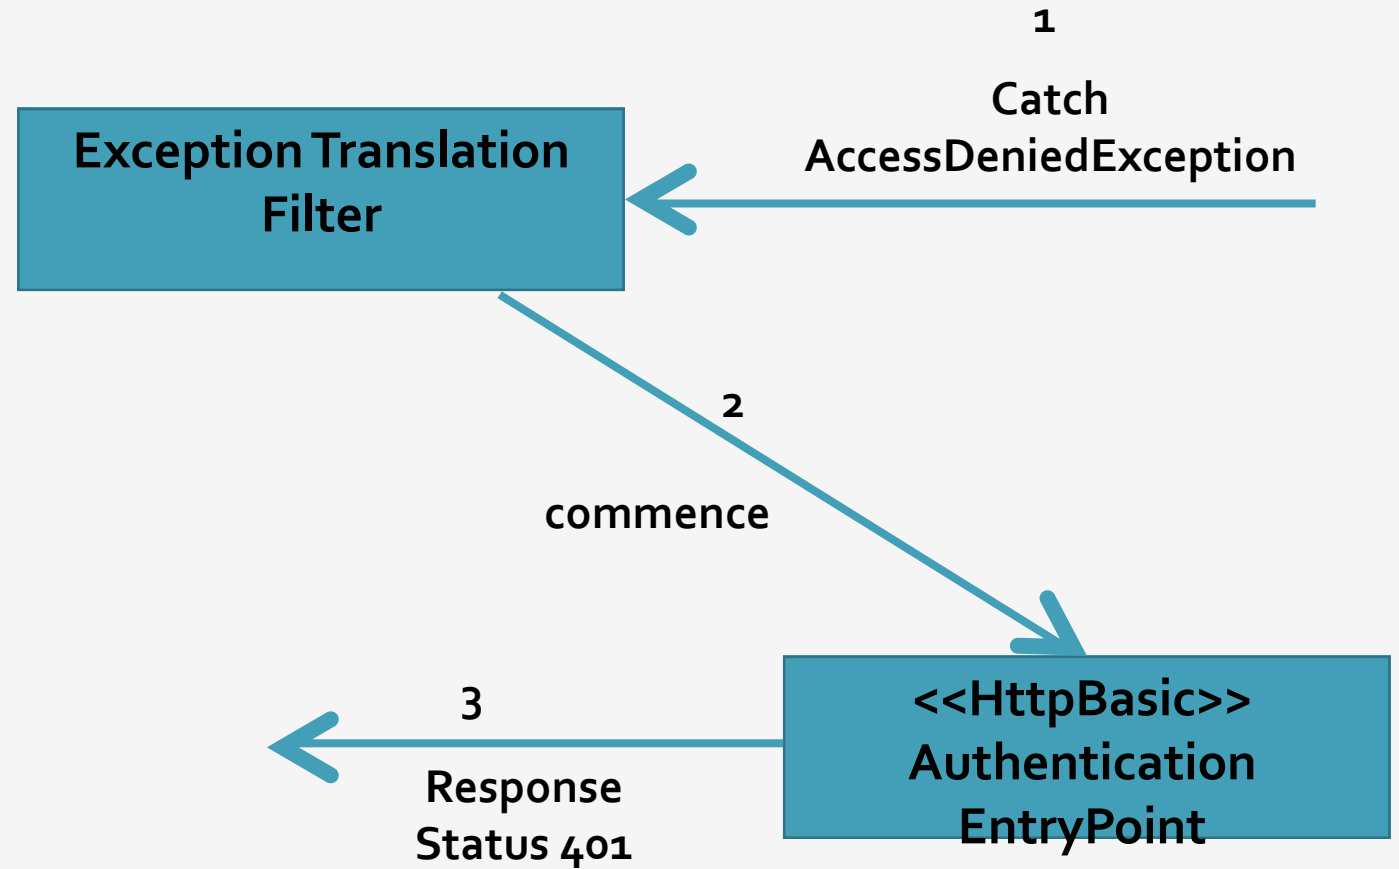 1
Catch
AccessDeniedException
Exception Translation
Filter
2
commence
<<HttpBasic>>
Authentication
EntryPoint
3
Response
Status 401